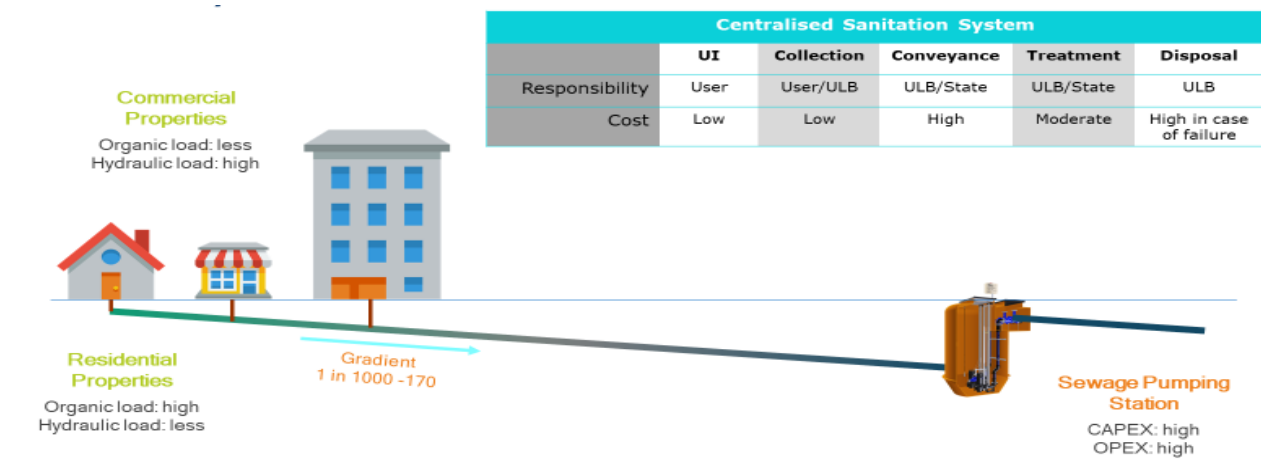 Centralised Sanitation System
UI Collection Conveyance Treatment Disposal
Responsibility User User/ULB ULB/State ULB/State ULB
Cost Low Low High Moderate High in case
of failure
Commercial
Properties
Organic load: less
Hydraulic load: high
Gradient
1 in 1000 -170
Residential
Properties
Organic load: high
Hydraulic load: less
Sewage Pumping
Station
CAPEX: high
OPEX: high